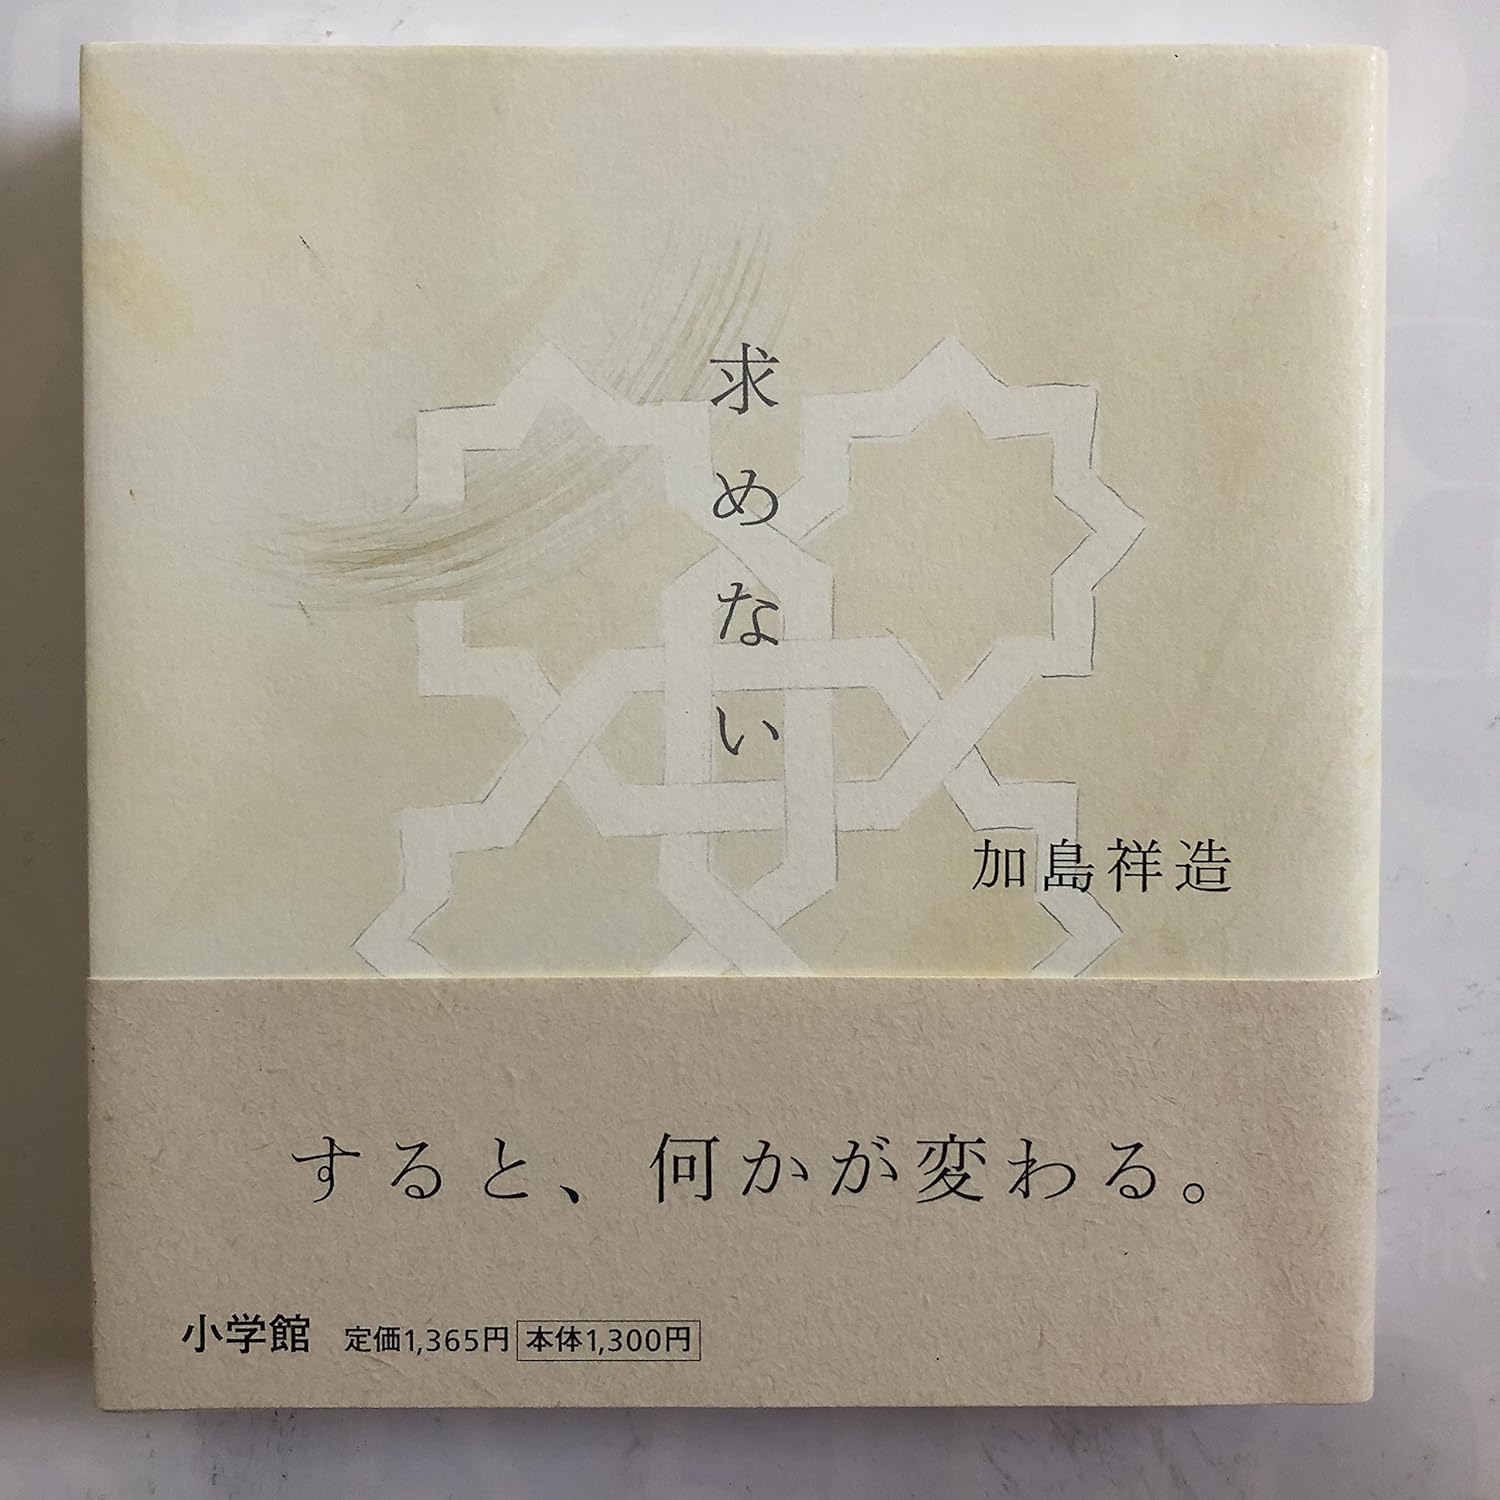 求めない
加島祥造
すると、何かが変わる。
小学館 定価1,365円 本体1,300円